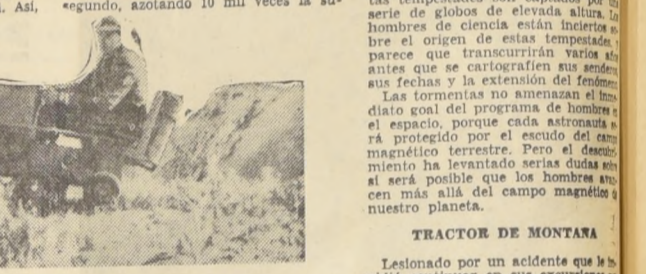 . Así, segundo, azotando 10 mil veces la su-
serie de globos de elevada altura. Los
hombres de ciencia están inciertos so-
bre el origen de estas tempestades, y
parece que transcurrirán varios años
antes que se cartografíen sus senderos
sus fechas y la extensión del fenómeno
Las tormentas no amenazan el inme-
diato goal del programa de hombres en
el espacio, porque cada astronauta
rá protegido por el escudo del campo
magnético terrestre. Pero el descubri-
miento ha levantado serias dudas sobre
si será posible que los hombres avan-
cen más allá del campo magnético de
nuestro planeta.
TRACTOR DE MONTAÑA
Lesionado por un accidente que le